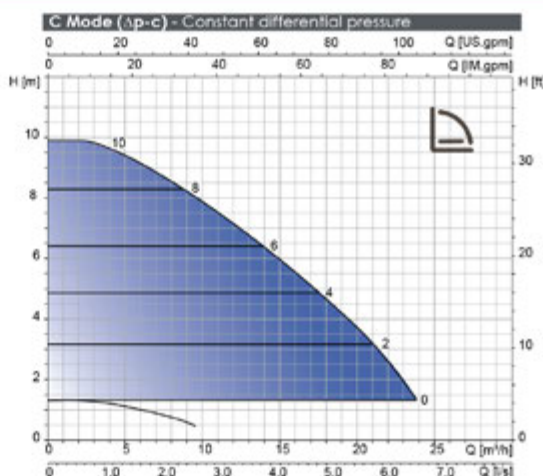 C Mode (Δp-c) - Constant differential pressure
0 20 40 60 80 100 Q [US.gpm]
0 20 40 60 80 Q [IM.gpm]
H [m] H [ft]
10
10
30
8
8
6
6
20
4
4
2
10
2
0
0 0
0 5 10 15 20 25 Q [m³/h]
0 1,0 2,0 3,0 4,0 5,0 6,0 7,0 Q [l/s]